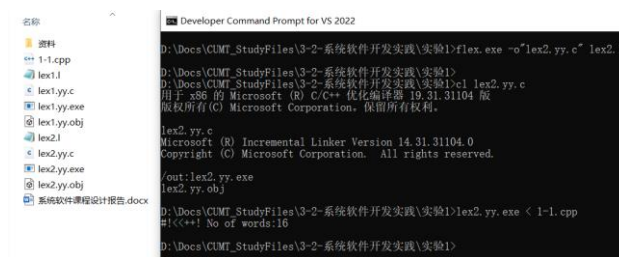 名称
资料
1-1.cpp
lex1.l
lex1.yy.c
lex1.yy.exe
lex1.yy.obj
lex2.l
lex2.yy.c
lex2.yy.exe
lex2.yy.obj
系统软件课程设计报告.docx
Developer Command Prompt for VS 2022
D:\Docs\CUMT_StudyFiles\3-2-系统软件开发实践\实验1>flex.exe -o"lex2.yy.c" lex2.
D:\Docs\CUMT_StudyFiles\3-2-系统软件开发实践\实验1>
D:\Docs\CUMT_StudyFiles\3-2-系统软件开发实践\实验1>cl lex2.yy.c
用于 x86 的 Microsoft (R) C/C++ 优化编译器 19.31.31104 版
版权所有(C) Microsoft Corporation。保留所有权利。
lex2.yy.c
Microsoft (R) Incremental Linker Version 14.31.31104.0
Copyright (C) Microsoft Corporation.  All rights reserved.
/out:lex2.yy.exe
lex2.yy.obj
D:\Docs\CUMT_StudyFiles\3-2-系统软件开发实践\实验1>lex2.yy.exe < 1-1.cpp
#!<<++! No of words:16
D:\Docs\CUMT_StudyFiles\3-2-系统软件开发实践\实验1>